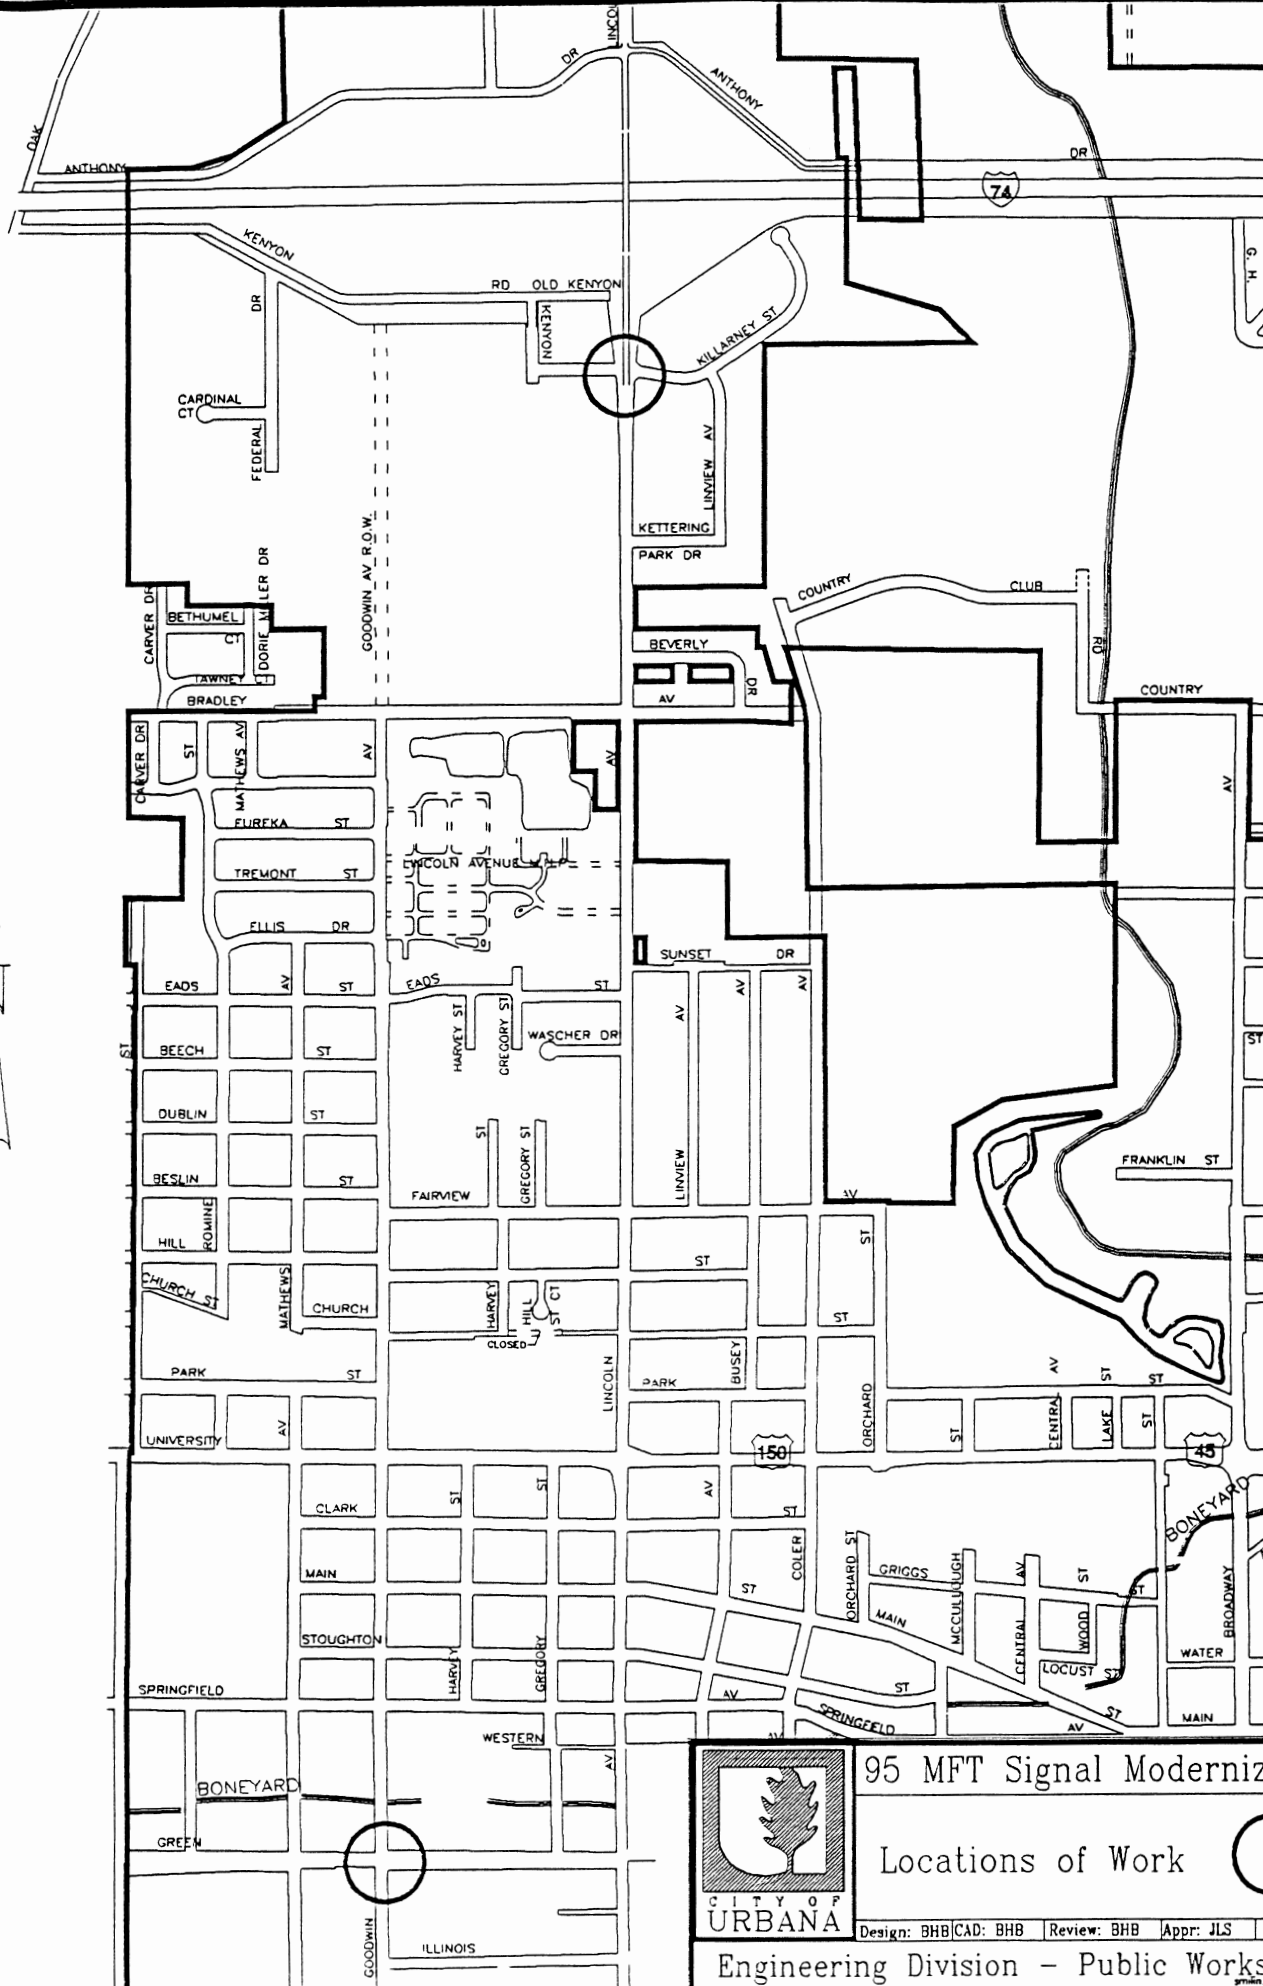 LINCOL
DR
ANTHONY
OAK
ANTHONY
DR
74
KENYON
G. H.
RD
OLD KENYON
DR
KENYON
KILLARNEY ST
CARDINAL
CT
FEDERAL
LINVIEW AV
KETTERING
PARK DR
GOODWIN AV R.O.W.
CARVER DR
BETHUMEL
CT
DORIE MILLER DR
TAWNEY CT
BRADLEY
COUNTRY
CLUB
RD
BEVERLY
DR
AV
COUNTRY
CARVER DR
ST
MATHEWS AV
AV
AV
AV
EUREKA ST
LINCOLN AVENUE M.H.P.
TREMONT ST
ELLIS DR
SUNSET DR
EADS
AV
ST
EADS
ST
AV
AV
AV
HARVEY ST
GREGORY ST
WASCHER DR
ST
BEECH
ST
ST
DUBLIN
ST
ST
GREGORY ST
LINVIEW
FRANKLIN ST
BESLIN
ST
FAIRVIEW
AV
HILL
ROMINE
ST
ST
CHURCH ST
MATHEWS
CHURCH
HARVEY
HILL
ST CT
CLOSED
ST
PARK
ST
LINCOLN
PARK
BUSEY
ORCHARD
AV
ST
ST
CENTRAL
LAKE
ST
UNIVERSITY
AV
150
ST
45
CLARK
ST
ST
AV
ST
BONEYARD
COLER
MAIN
ST
ORCHARD ST
GRIGGS
MCCULLOUGH
AV
ST
ST
MAIN
BROADWAY
STOUGHTON
HARVEY
GREGORY
CENTRAL
WOOD
LOCUST ST
WATER
SPRINGFIELD
AV
ST
SPRINGFIELD
ST
AV
MAIN
WESTERN
AV
AV
BONEYARD
GREEN
GOODWIN
ILLINOIS
95 MFT Signal Moderniz
Locations of Work
CITY OF
URBANA
Design: BHB CAD: BHB Review: BHB Appr: JLS
Engineering Division - Public Works